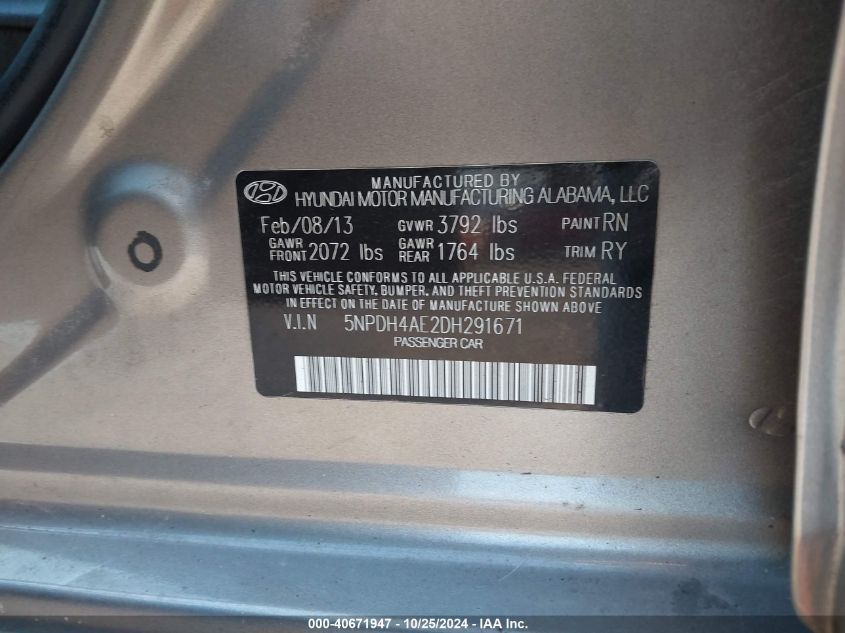 MANUFACTURED BY
HYUNDAI MOTOR MANUFACTURING ALABAMA, LLC
Feb/08/13 GVWR 3792 lbs PAINT RN
GAWR FRONT 2072 lbs GAWR REAR 1764 lbs TRIM RY
THIS VEHICLE CONFORMS TO ALL APPLICABLE U.S.A. FEDERAL
MOTOR VEHICLE SAFETY, BUMPER, AND THEFT PREVENTION STANDARDS
IN EFFECT ON THE DATE OF MANUFACTURE SHOWN ABOVE
V.I.N 5NPDH4AE2DH291671
PASSENGER CAR
000-40671947 - 10/25/2024 - IAA Inc.